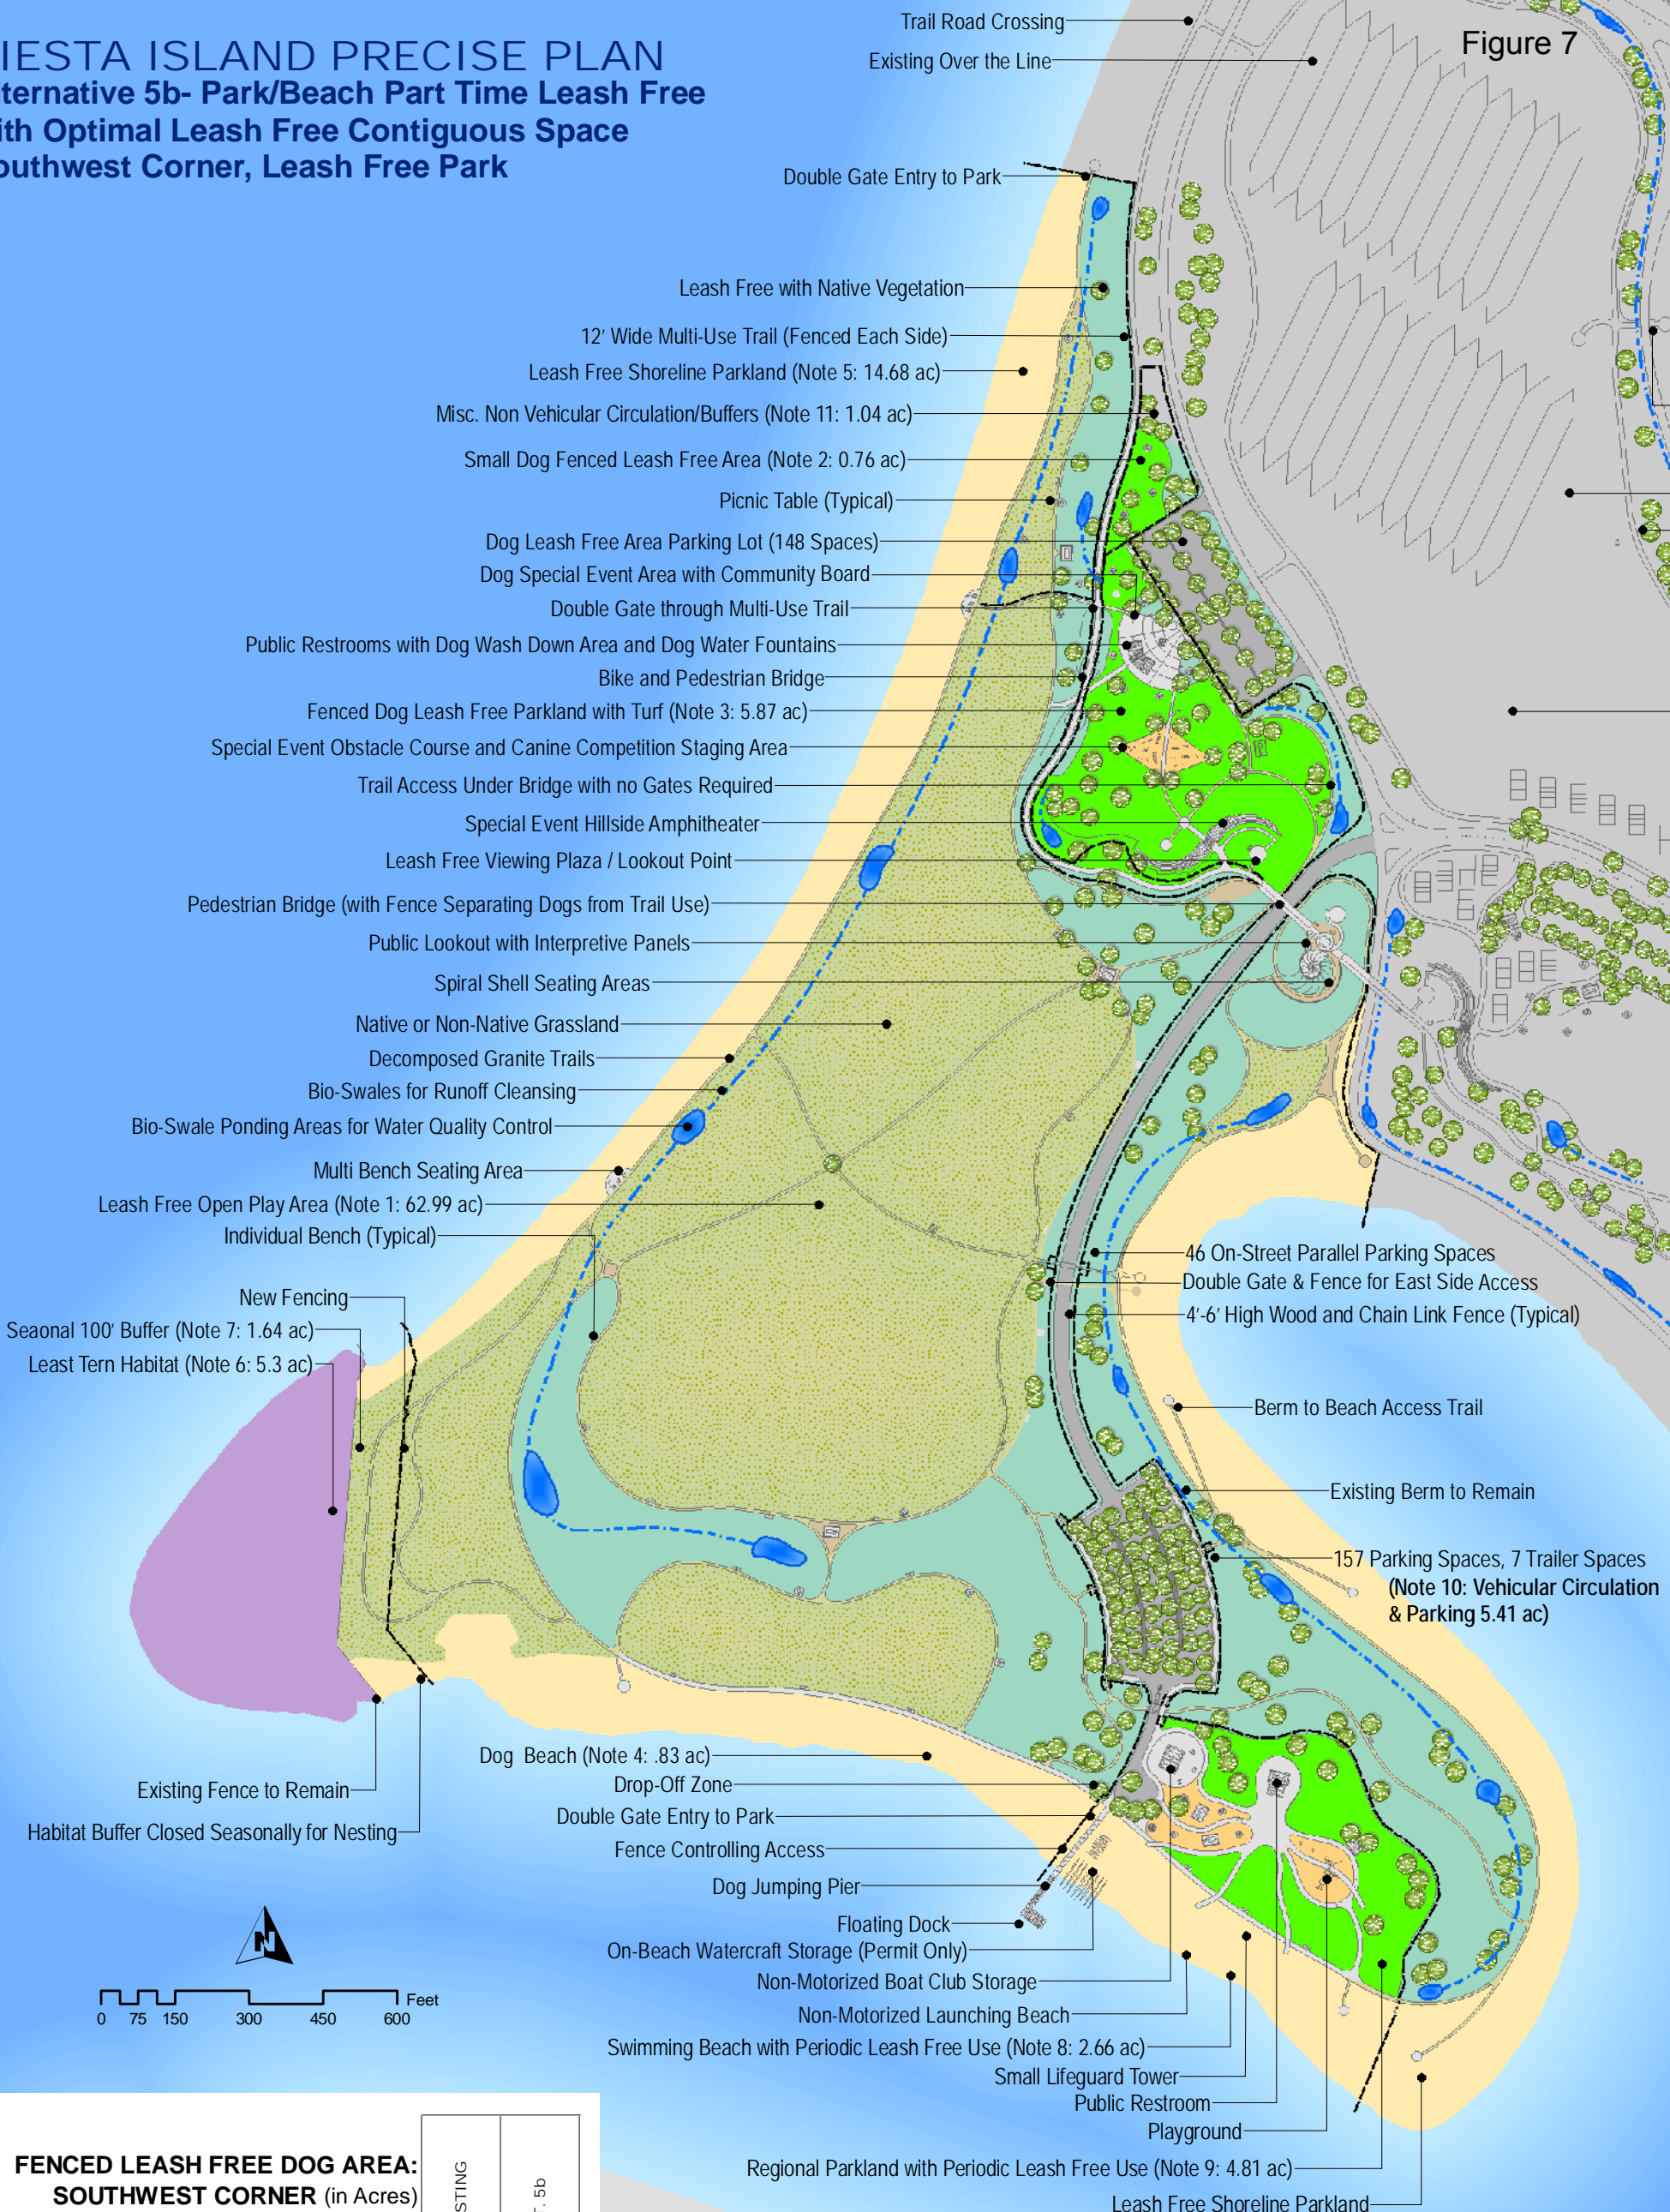 IESTA ISLAND PRECISE PLAN
lternative 5b- Park/Beach Part Time Leash Free
ith Optimal Leash Free Contiguous Space
outhwest Corner, Leash Free Park
Figure 7
Trail Road Crossing
Existing Over the Line
Double Gate Entry to Park
Leash Free with Native Vegetation
12' Wide Multi-Use Trail (Fenced Each Side)
Leash Free Shoreline Parkland (Note 5: 14.68 ac)
Misc. Non Vehicular Circulation/Buffers (Note 11: 1.04 ac)
Small Dog Fenced Leash Free Area (Note 2: 0.76 ac)
Picnic Table (Typical)
Dog Leash Free Area Parking Lot (148 Spaces)
Dog Special Event Area with Community Board
Double Gate through Multi-Use Trail
Public Restrooms with Dog Wash Down Area and Dog Water Fountains
Bike and Pedestrian Bridge
Fenced Dog Leash Free Parkland with Turf (Note 3: 5.87 ac)
Special Event Obstacle Course and Canine Competition Staging Area
Trail Access Under Bridge with no Gates Required
Special Event Hillside Amphitheater
Leash Free Viewing Plaza / Lookout Point
Pedestrian Bridge (with Fence Separating Dogs from Trail Use)
Public Lookout with Interpretive Panels
Spiral Shell Seating Areas
Native or Non-Native Grassland
Decomposed Granite Trails
Bio-Swales for Runoff Cleansing
Bio-Swale Ponding Areas for Water Quality Control
Multi Bench Seating Area
Leash Free Open Play Area (Note 1: 62.99 ac)
Individual Bench (Typical)
New Fencing
Seaonal 100' Buffer (Note 7: 1.64 ac)
Least Tern Habitat (Note 6: 5.3 ac)
46 On-Street Parallel Parking Spaces
Double Gate & Fence for East Side Access
4'-6' High Wood and Chain Link Fence (Typical)
Berm to Beach Access Trail
Existing Berm to Remain
157 Parking Spaces, 7 Trailer Spaces
(Note 10: Vehicular Circulation
& Parking 5.41 ac)
Existing Fence to Remain
Habitat Buffer Closed Seasonally for Nesting
Dog Beach (Note 4: .83 ac)
Drop-Off Zone
Double Gate Entry to Park
Fence Controlling Access
Dog Jumping Pier
Floating Dock
On-Beach Watercraft Storage (Permit Only)
Non-Motorized Boat Club Storage
Non-Motorized Launching Beach
Swimming Beach with Periodic Leash Free Use (Note 8: 2.66 ac)
Small Lifeguard Tower
Public Restroom
Playground
Regional Parkland with Periodic Leash Free Use (Note 9: 4.81 ac)
Leash Free Shoreline Parkland
N
Feet
0 75 150 300 450 600
FENCED LEASH FREE DOG AREA:
SOUTHWEST CORNER (in Acres)
STING
T. 5b